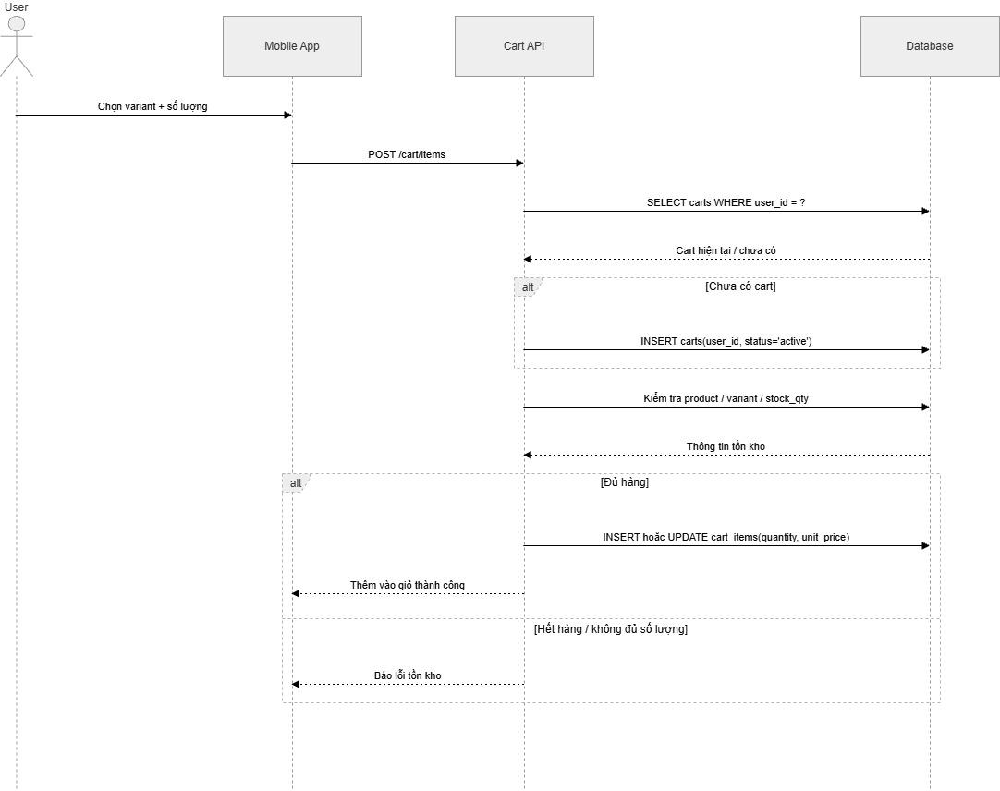 User
Mobile App
Cart API
Database
Chọn variant + số lượng
POST /cart/items
SELECT carts WHERE user_id = ?
Cart hiện tại / chưa có
alt
[Chưa có cart]
INSERT carts(user_id, status='active')
Kiểm tra product / variant / stock_qty
Thông tin tồn kho
alt
[Đủ hàng]
INSERT hoặc UPDATE cart_items(quantity, unit_price)
Thêm vào giỏ thành công
[Hết hàng / không đủ số lượng]
Báo lỗi tồn kho